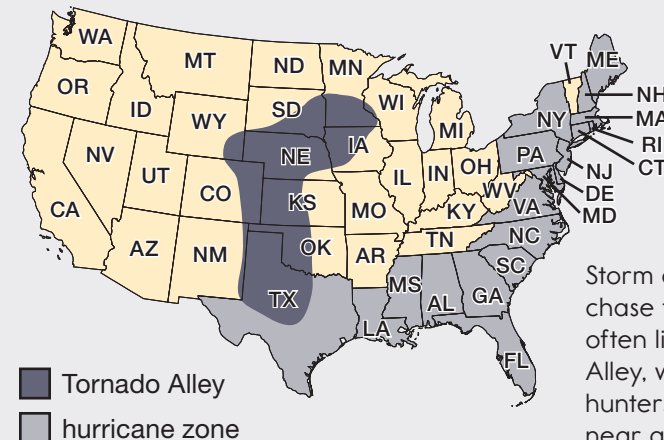 WA
MT
ND
MN
VT
ME
OR
ID
SD
WI
NH
WY
MI
NY
MA
RI
CT
NV
UT
NE
IA
PA
CO
IL
IN
OH
NJ
DE
MD
CA
KS
MO
WV
VA
KY
AZ
NM
OK
AR
TN
NC
SC
TX
MS
AL
GA
LA
FL
Storm
chase
often
Alley,
hunter
near
Tornado Alley
hurricane zone